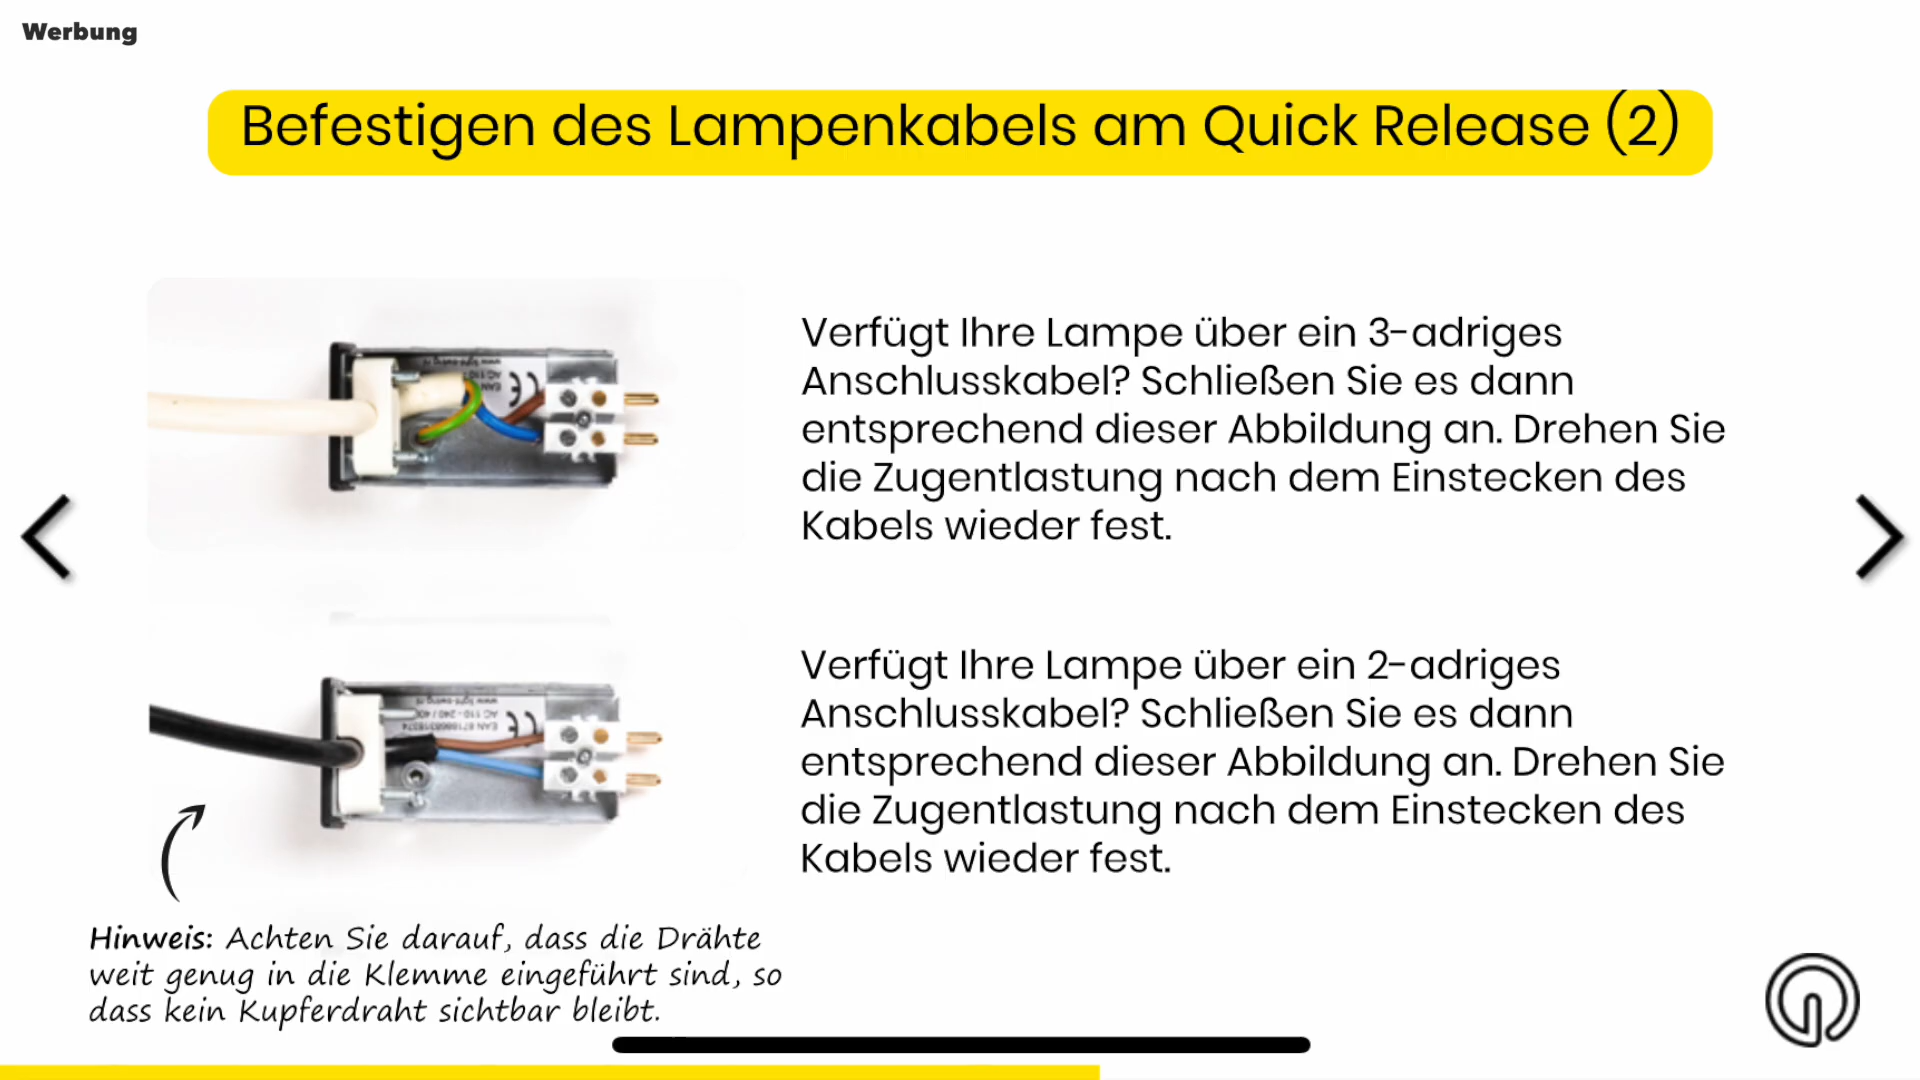 Werbung
Befestigen des Lampenkabels am Quick Release (2)
Verfügt Ihre Lampe über ein 3-adriges
Anschlusskabel? Schließen Sie es dann
entsprechend dieser Abbildung an. Drehen Sie
die Zugentlastung nach dem Einstecken des
Kabels wieder fest.
Verfügt Ihre Lampe über ein 2-adriges
Anschlusskabel? Schließen Sie es dann
entsprechend dieser Abbildung an. Drehen Sie
die Zugentlastung nach dem Einstecken des
Kabels wieder fest.
Hinweis: Achten Sie darauf, dass die Drähte
weit genug in die Klemme eingeführt sind, so
dass kein Kupferdraht sichtbar bleibt.